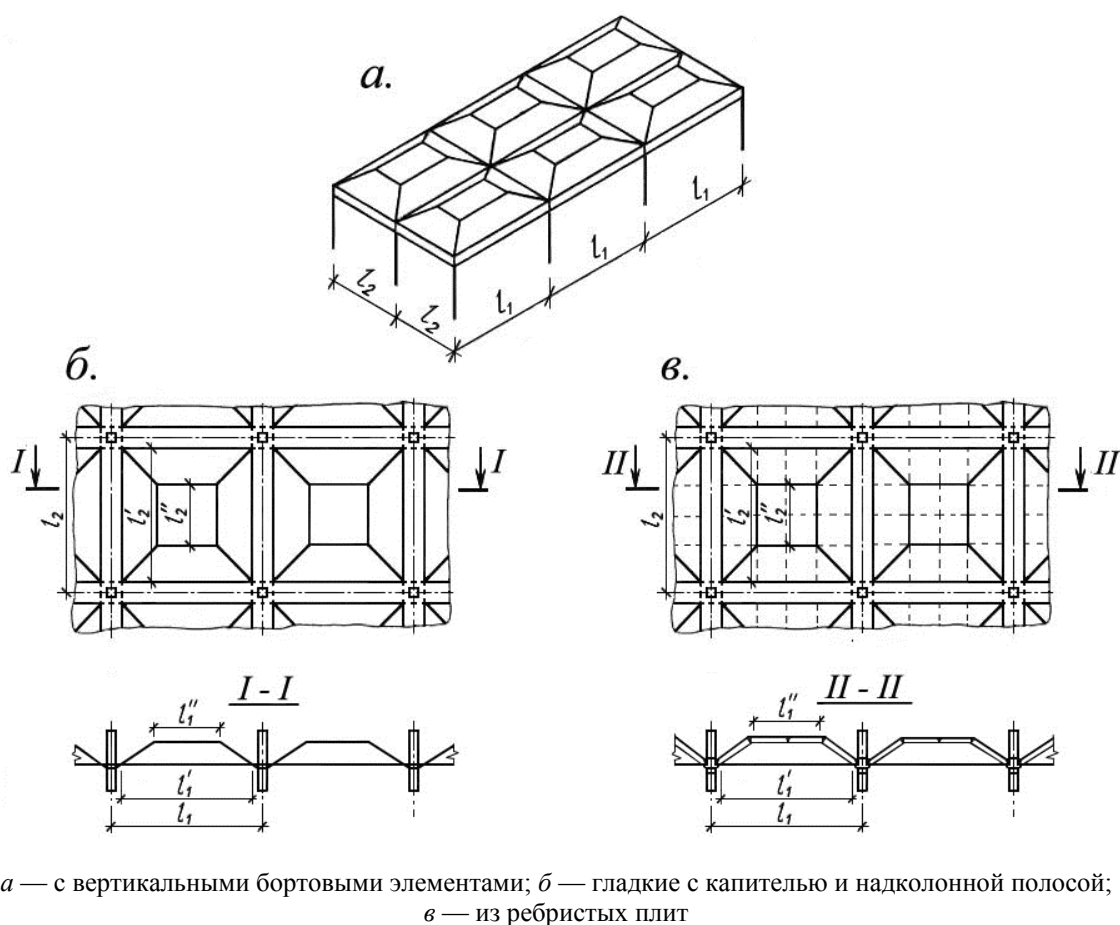 а.
l₂ l₂ l₁ l₁ l₁
б.
в.
I I
l₂ l₂' l₂''
II II
l₂ l₂' l₂''
I - I
l₁''
l₁'
l₁
II - II
l₁''
l₁'
l₁
а — с вертикальными бортовыми элементами; б — гладкие с капителью и надколонной полосой;
в — из ребристых плит